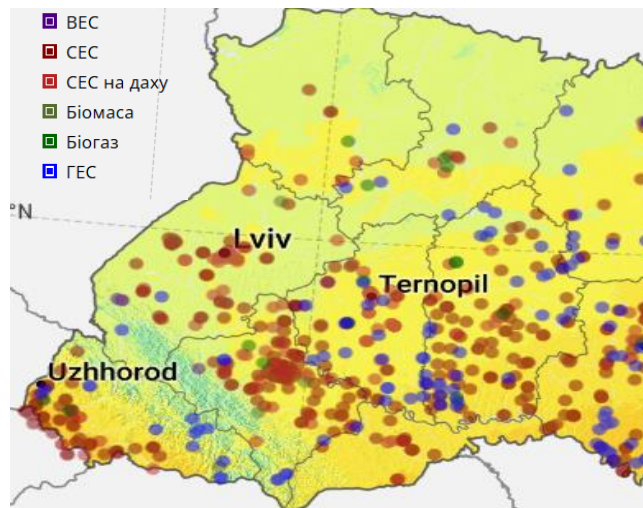 ВЕС
СЕС
СЕС на даху
Біомаса
Біогаз
ГЕС
°N
Lviv
Ternopil
Uzhhorod